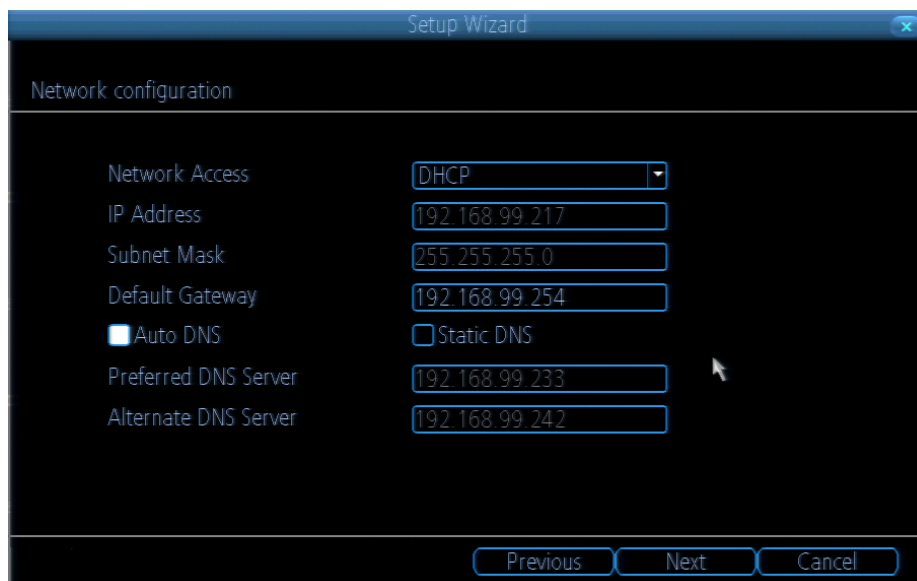 Setup Wizard
Network configuration
Network Access DHCP
IP Address 192.168.99.217
Subnet Mask 255.255.255.0
Default Gateway 192.168.99.254
Auto DNS Static DNS
Preferred DNS Server 192.168.99.233
Alternate DNS Server 192.168.99.242
Previous Next Cancel